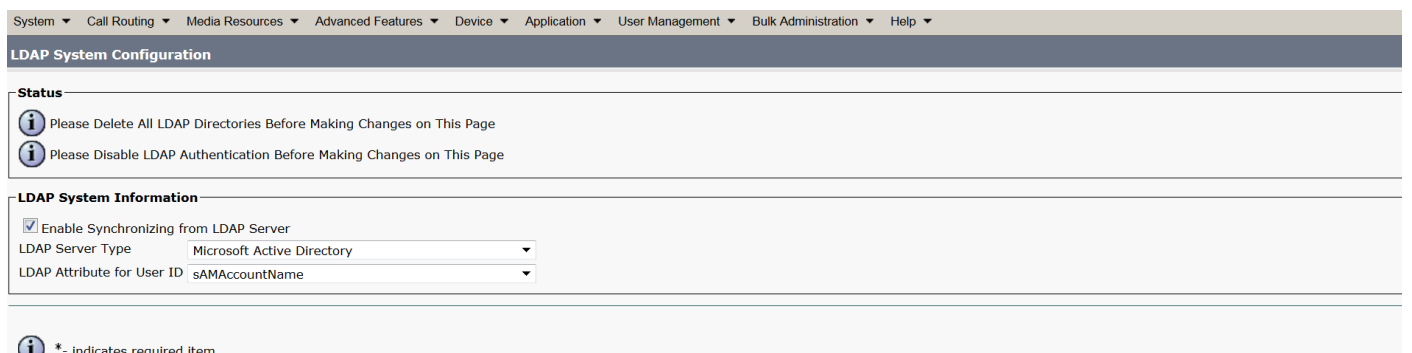 System Call Routing Media Resources Advanced Features Device Application User Management Bulk Administration Help
LDAP System Configuration
Status
Please Delete All LDAP Directories Before Making Changes on This Page
Please Disable LDAP Authentication Before Making Changes on This Page
LDAP System Information
Enable Synchronizing from LDAP Server
LDAP Server Type Microsoft Active Directory
LDAP Attribute for User ID sAMAccountName
*- indicates required item